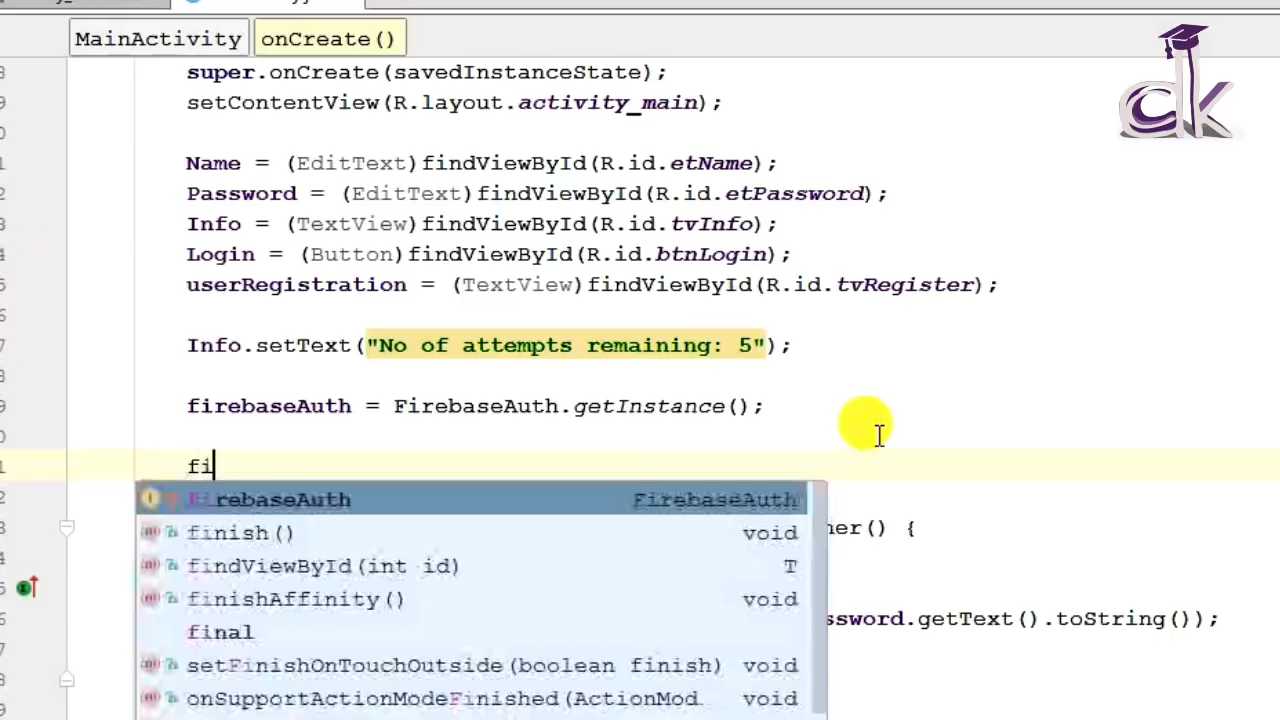 MainActivity onCreate()
super.onCreate(savedInstanceState);
setContentView(R.layout.activity_main);
Name = (EditText)findViewById(R.id.etName);
Password = (EditText)findViewById(R.id.etPassword);
Info = (TextView)findViewById(R.id.tvInfo);
Login = (Button)findViewById(R.id.btnLogin);
userRegistration = (TextView)findViewById(R.id.tvRegister);
Info.setText("No of attempts remaining: 5");
firebaseAuth = FirebaseAuth.getInstance();
fi
firebaseAuth FirebaseAuth
finish() void
ner() {
findViewById(int id) T
finishAffinity() void
ssword.getText().toString());
final
setFinishOnTouchOutside(boolean finish) void
onSupportActionModeFinished(ActionMod void
dk